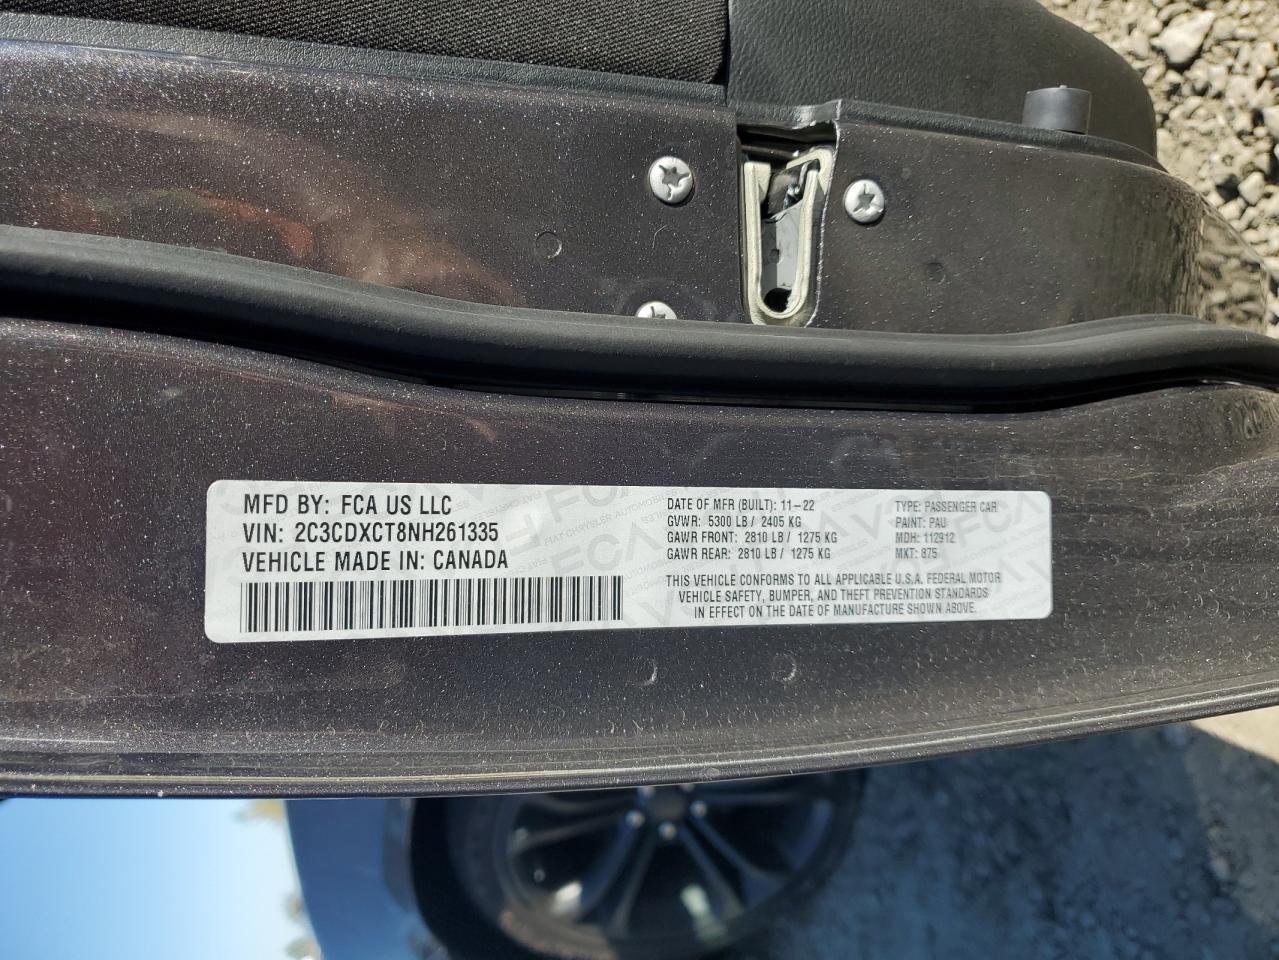 MFD BY: FCA US LLC
VIN: 2C3CDXCT8NH261335
VEHICLE MADE IN: CANADA
DATE OF MFR (BUILT): 11-22
GVWR: 5300 LB / 2405 KG
GAWR FRONT: 2810 LB / 1275 KG
GAWR REAR: 2810 LB / 1275 KG
TYPE: PASSENGER CAR
PAINT: PAU
MDH: 112912
MKT: 875
THIS VEHICLE CONFORMS TO ALL APPLICABLE U.S.A. FEDERAL MOTOR
VEHICLE SAFETY, BUMPER, AND THEFT PREVENTION STANDARDS
IN EFFECT ON THE DATE OF MANUFACTURE SHOWN ABOVE.